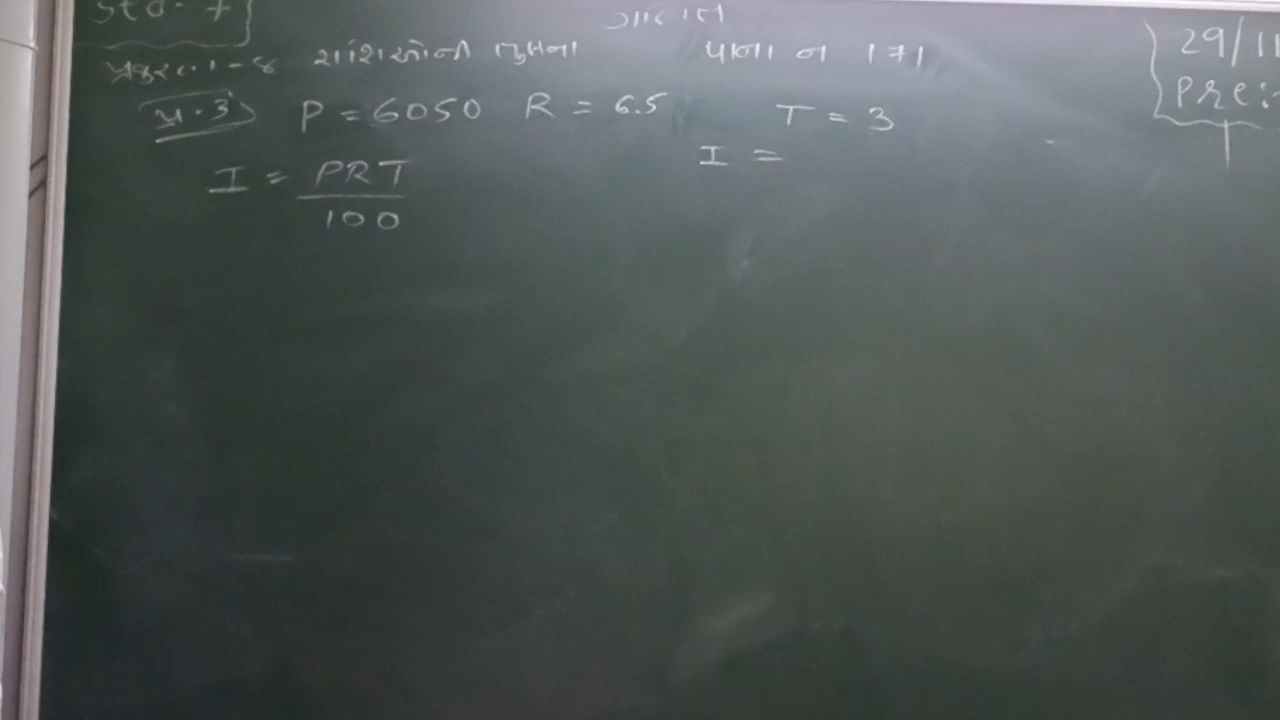 Std. 7
ગણિત
29/11
પ્રકરણ-8 રાશિઓની તુલના પાના નં 171
Pre:-
પ્ર.3 P = 6050 R = 6.5 T = 3
I =
I = PRT
100